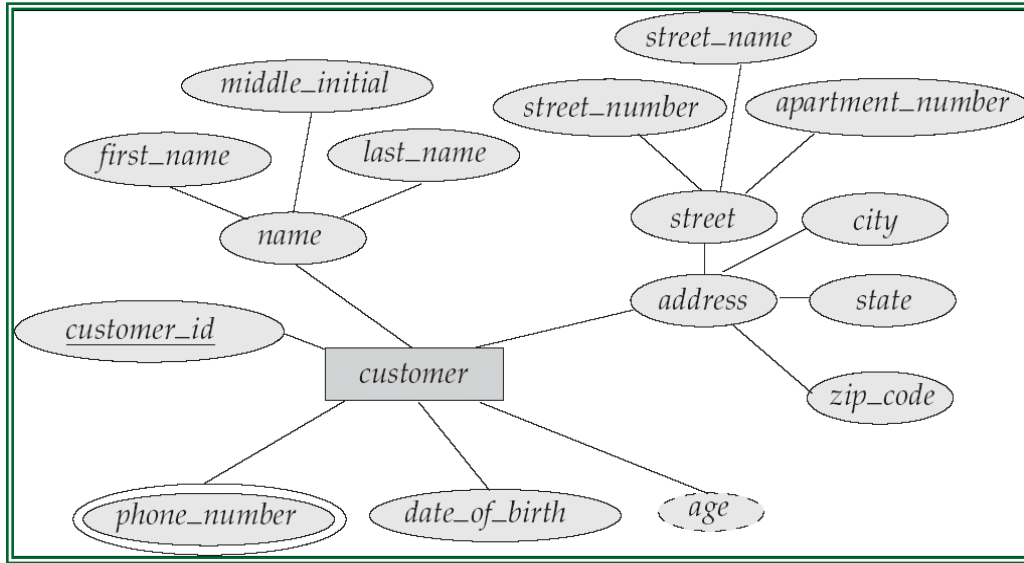 street_name
middle_initial
street_number
apartment_number
first_name
last_name
name
street
city
address
state
customer_id
customer
zip_code
phone_number
date_of_birth
age